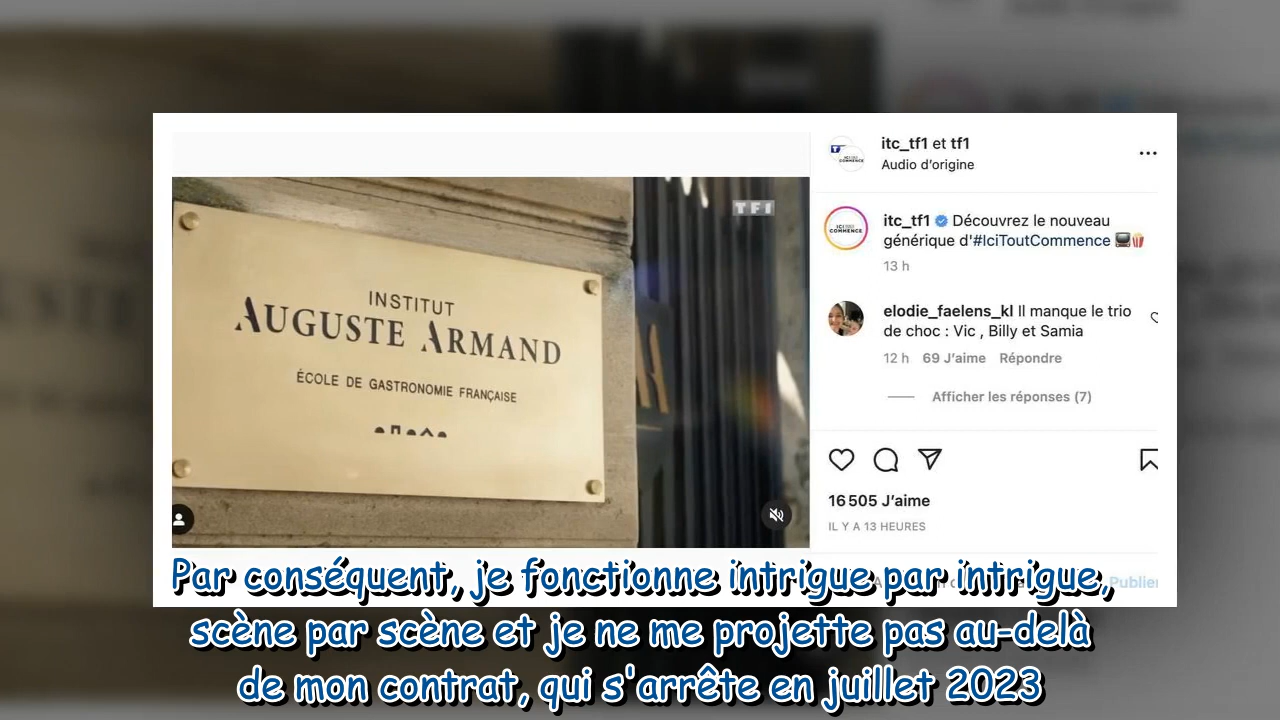 itc_tf1 et tf1
Audio d'origine
TF1
itc_tf1 Découvrez le nouveau
générique d'#IciToutCommence
13 h
INSTITUT
AUGUSTE ARMAND
ÉCOLE DE GASTRONOMIE FRANÇAISE
elodie_faelens_kl Il manque le trio
de choc : Vic , Billy et Samia
12 h 69 J'aime Répondre
Afficher les réponses (7)
16 505 J'aime
IL Y A 13 HEURES
Publier
Par conséquent, je fonctionne intrigue par intrigue,
scène par scène et je ne me projette pas au-delà
de mon contrat, qui s'arrête en juillet 2023